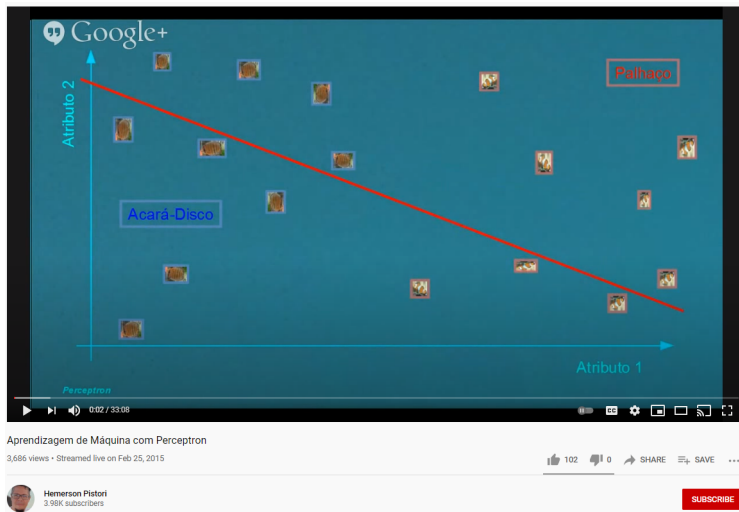 Google+
Palhaço
Atributo 2
Acará-Disco
Atributo 1
Perceptron
0:02 / 33:08
CC
Aprendizagem de Máquina com Perceptron
3,686 views • Streamed live on Feb 25, 2015
102
0
SHARE
SAVE
Hemerson Pistori
3.98K subscribers
SUBSCRIBE